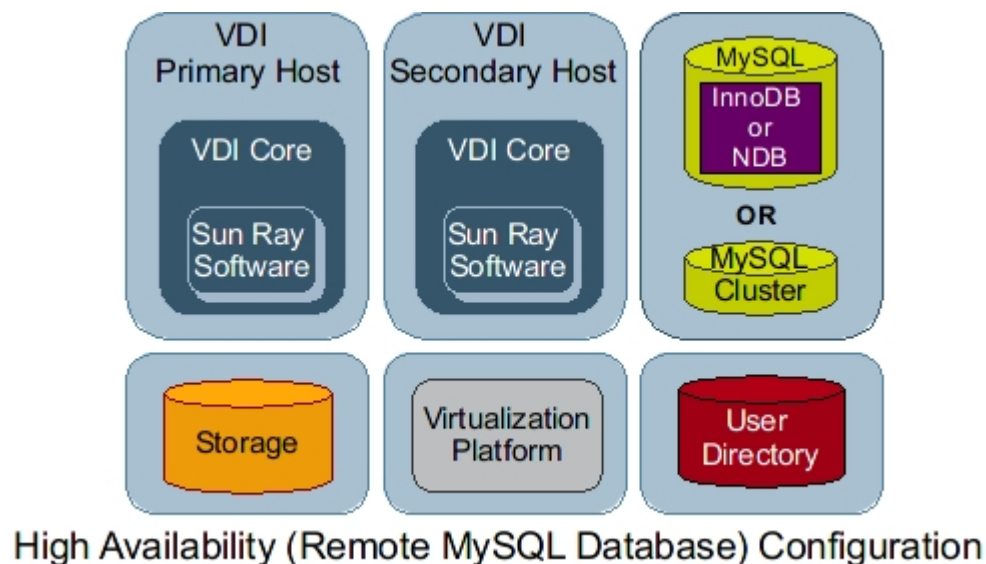 VDI
Primary Host
VDI Core
Sun Ray
Software
VDI
Secondary Host
VDI Core
Sun Ray
Software
MySQL
InnoDB
or
NDB
OR
MySQL
Cluster
Storage
Virtualization
Platform
User
Directory
High Availability (Remote MySQL Database) Configuration